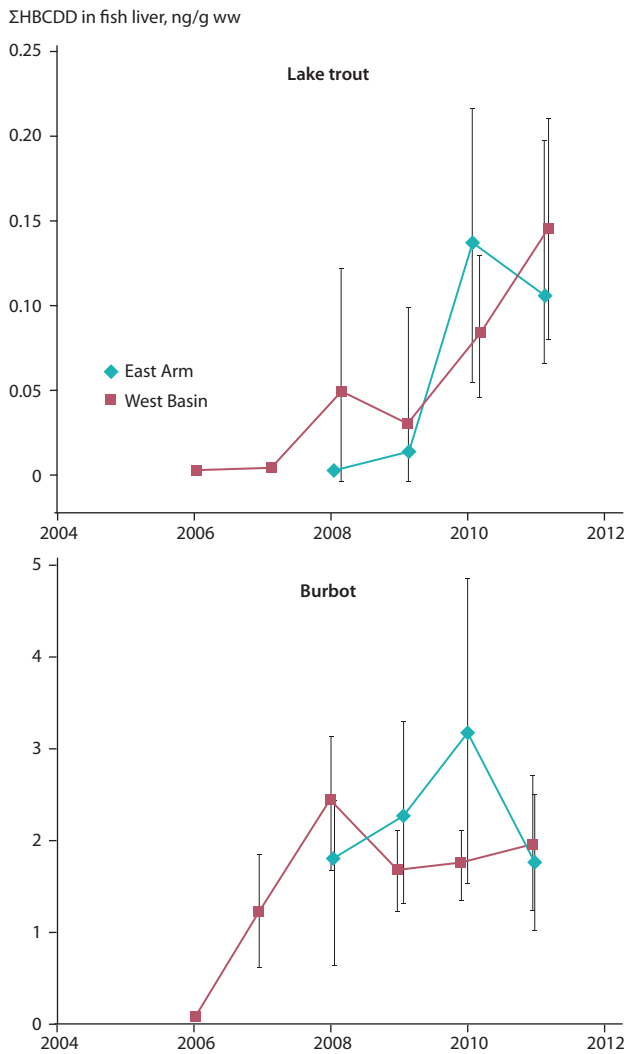 ΣHBCDD in fish liver, ng/g ww
0.25
Lake trout
0.20
0.15
0.10
East Arm
West Basin
0.05
0
2004 2006 2008 2010 2012
5
Burbot
4
3
2
1
0
2004 2006 2008 2010 2012